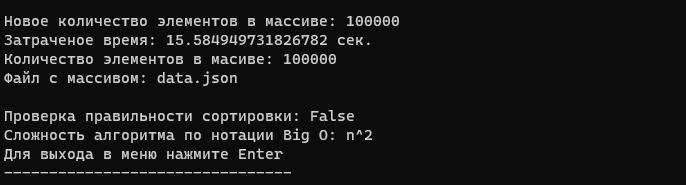 Новое количество элементов в массиве: 100000
Затраченое время: 15.584949731826782 сек.
Количество элементов в масиве: 100000
Файл с массивом: data.json
Проверка правильности сортировки: False
Сложность алгоритма по нотации Big O: n^2
Для выхода в меню нажмите Enter
--------------------------------